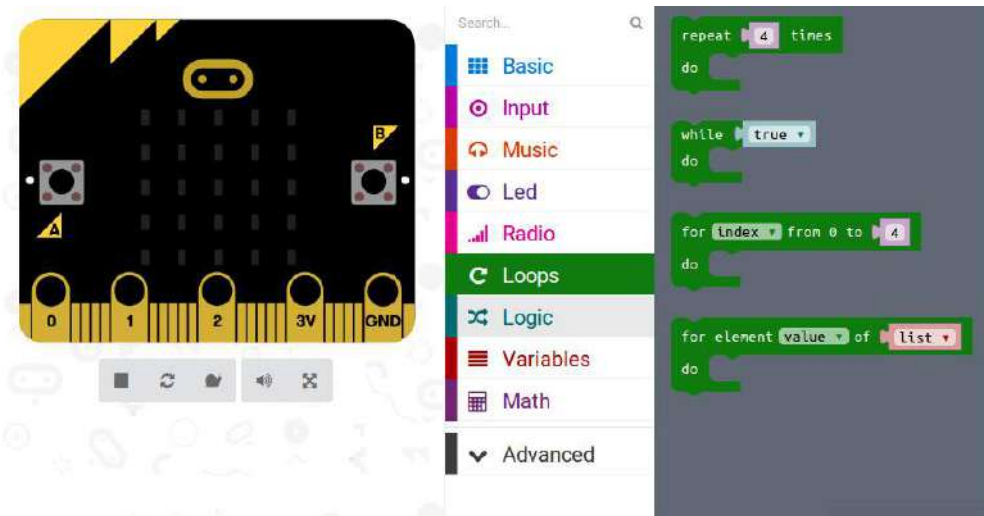 B
A
0 1 2 3V GND
Search...
Basic
Input
Music
Led
Radio
Loops
Logic
Variables
Math
Advanced
repeat 4 times
do
while true
do
for index from 0 to 4
do
for element value of list
do